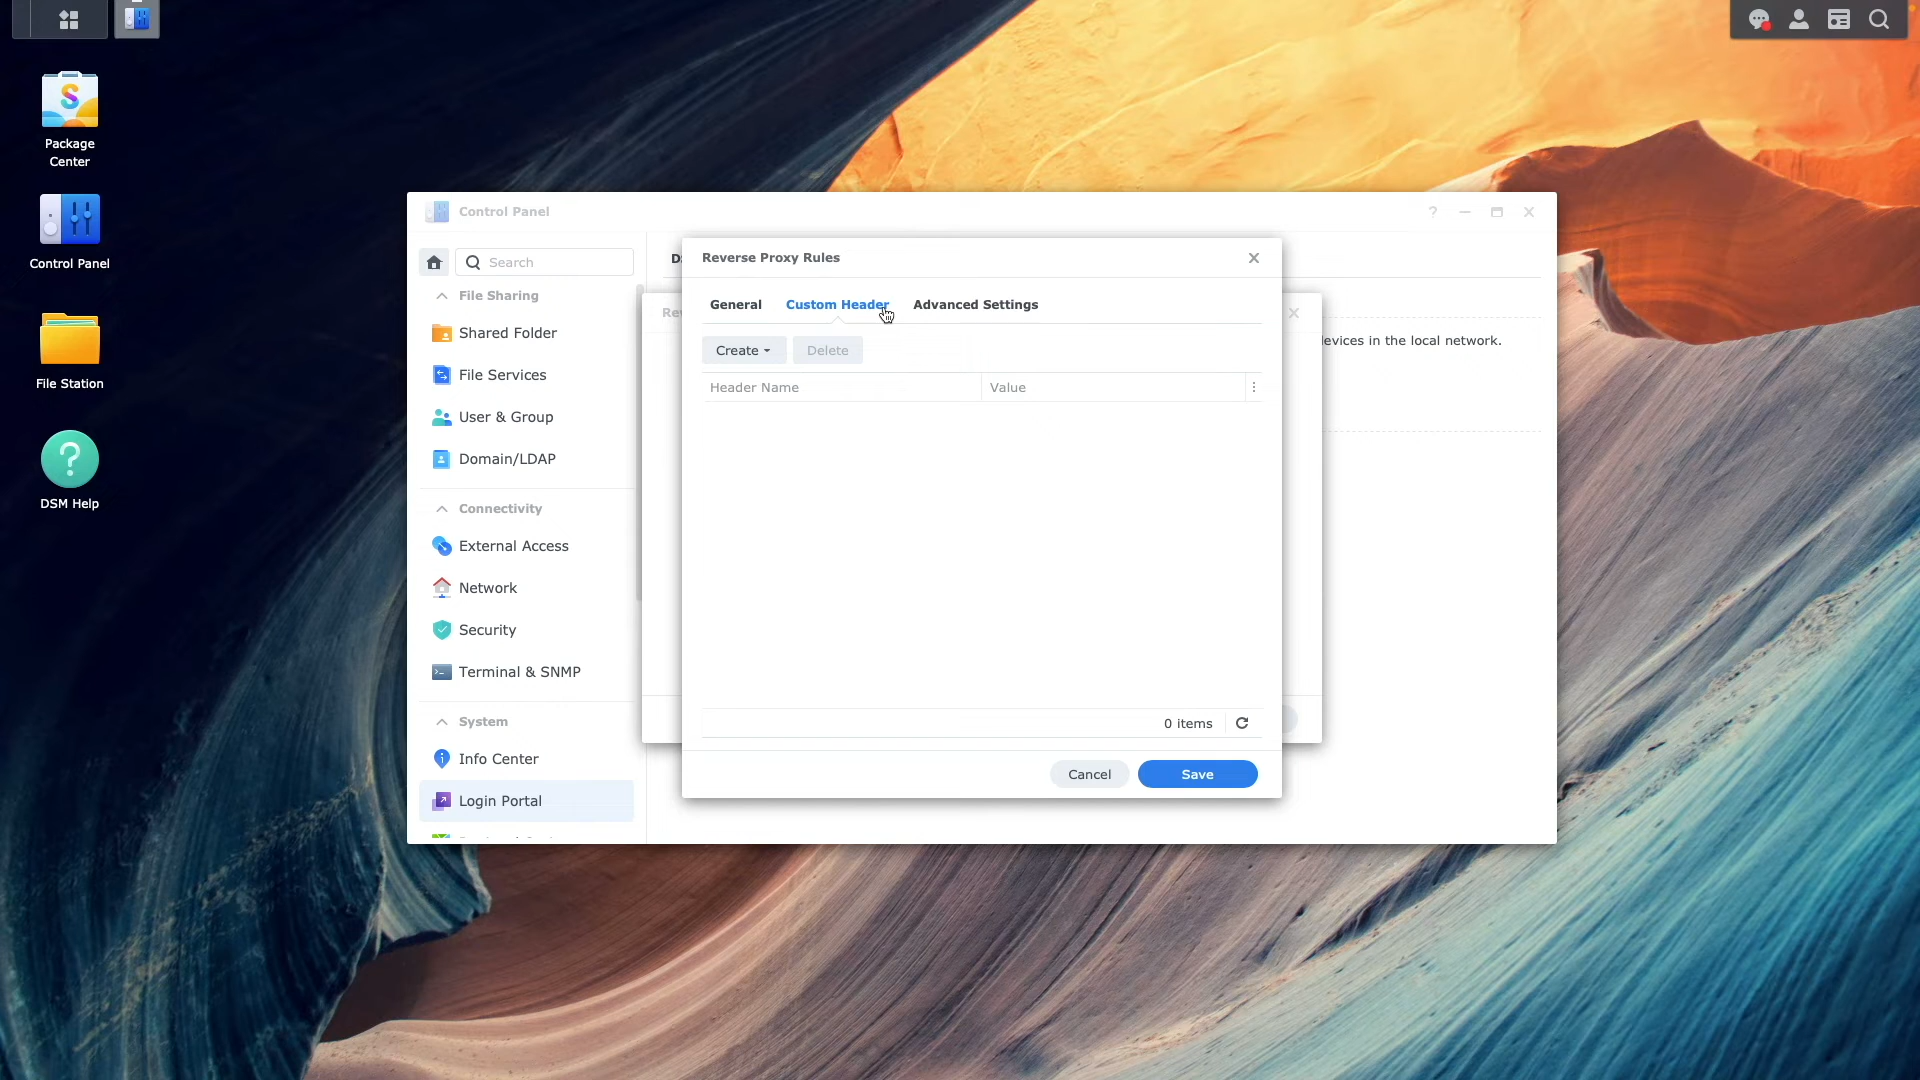 Package
Center
Control Panel
File Station
DSM Help
Control Panel
Search
File Sharing
Shared Folder
File Services
User & Group
Domain/LDAP
Connectivity
External Access
Network
Security
Terminal & SNMP
System
Info Center
Login Portal
Reverse Proxy Rules
General
Custom Header
Advanced Settings
Create
Delete
Header Name
Value
0 items
Cancel
Save
devices in the local network.